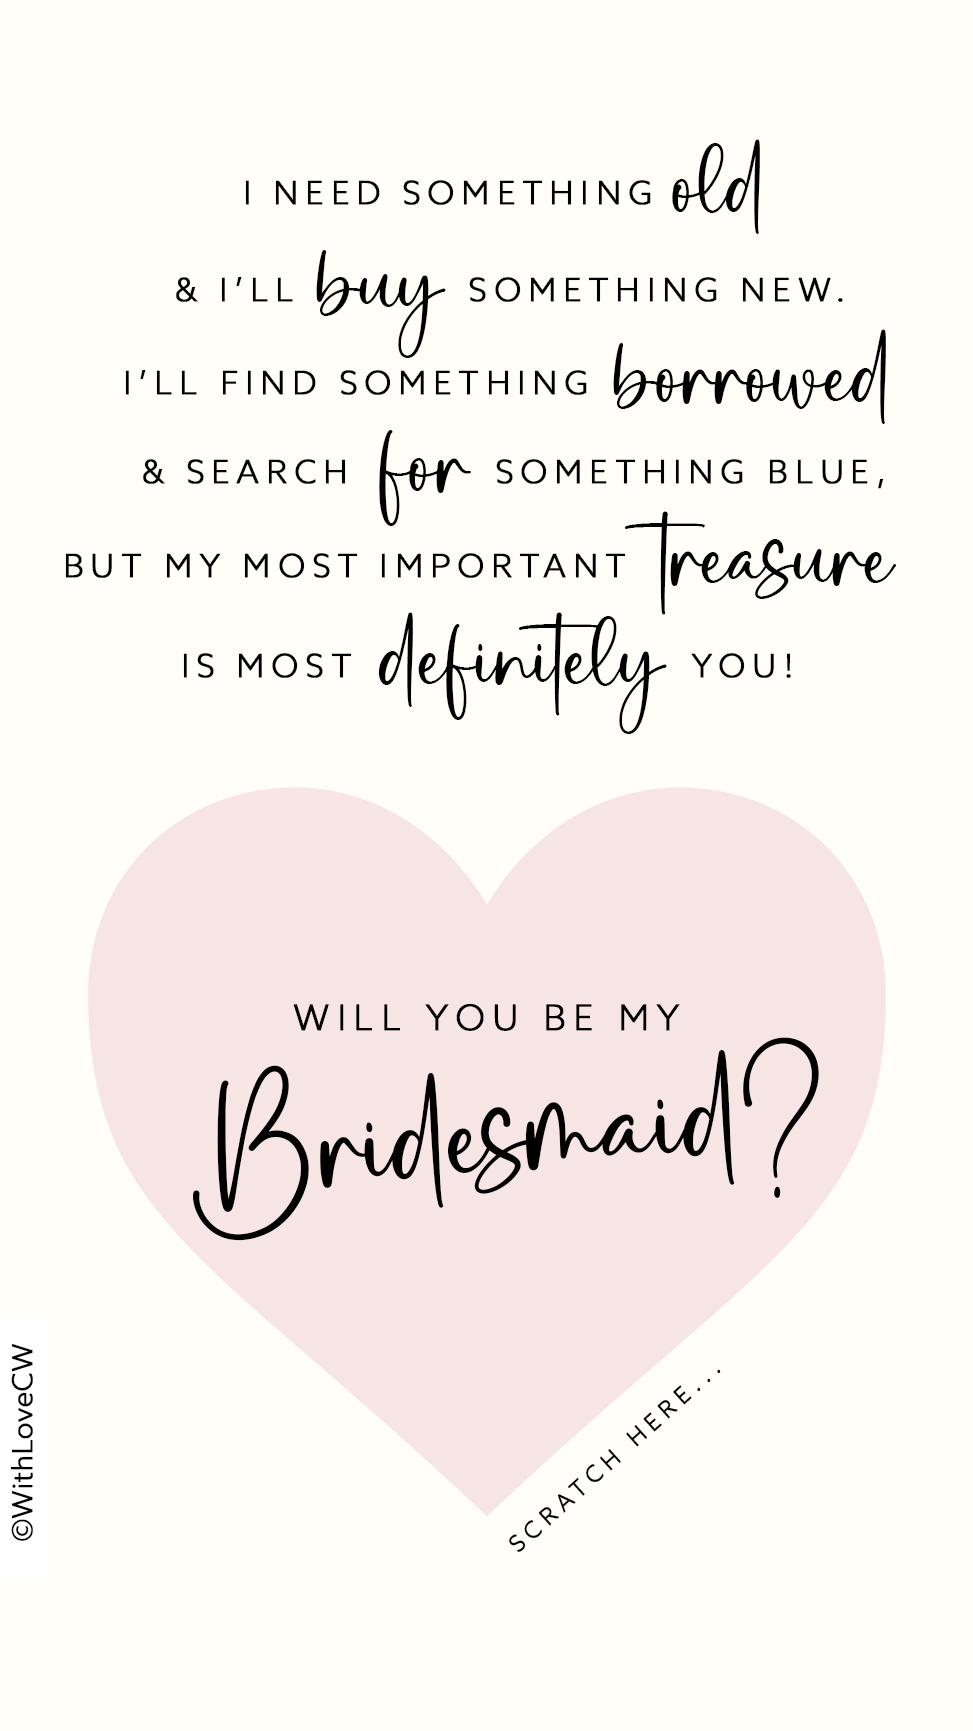 I NEED SOMETHING old
& I'LL buy SOMETHING NEW.
I'LL FIND SOMETHING borrowed
& SEARCH for SOMETHING BLUE,
BUT MY MOST IMPORTANT treasure
IS MOST definitely YOU!
WILL YOU BE MY
Bridesmaid?
SCRATCH HERE...
©WithLoveCW